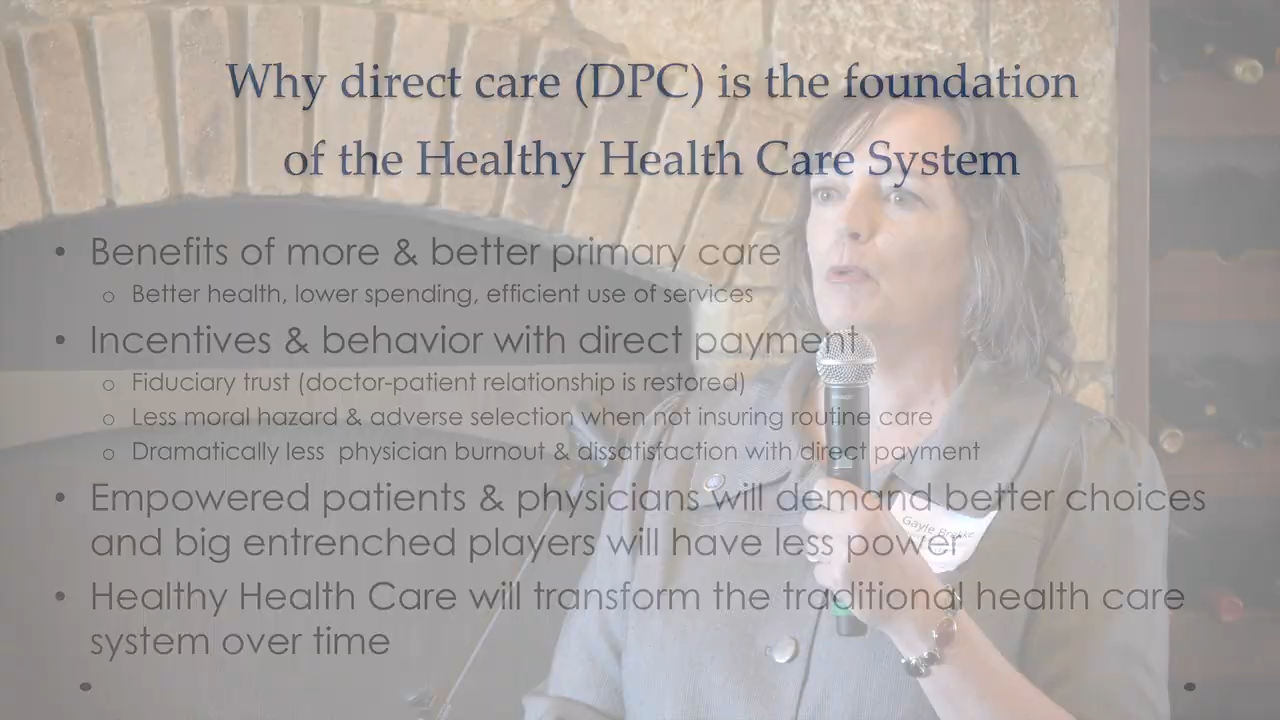 Why direct care (DPC) is the foundation
of the Healthy Health Care System
• Benefits of more & better primary care
o Better health, lower spending, efficient use of services
• Incentives & behavior with direct payment
o Fiduciary trust (doctor-patient relationship is restored)
o Less moral hazard & adverse selection when not insuring routine care
o Dramatically less physician burnout & dissatisfaction with direct payment
• Empowered patients & physicians will demand better choices
and big entrenched players will have less power
• Healthy Health Care will transform the traditional health care
system over time
Gayle Brekke